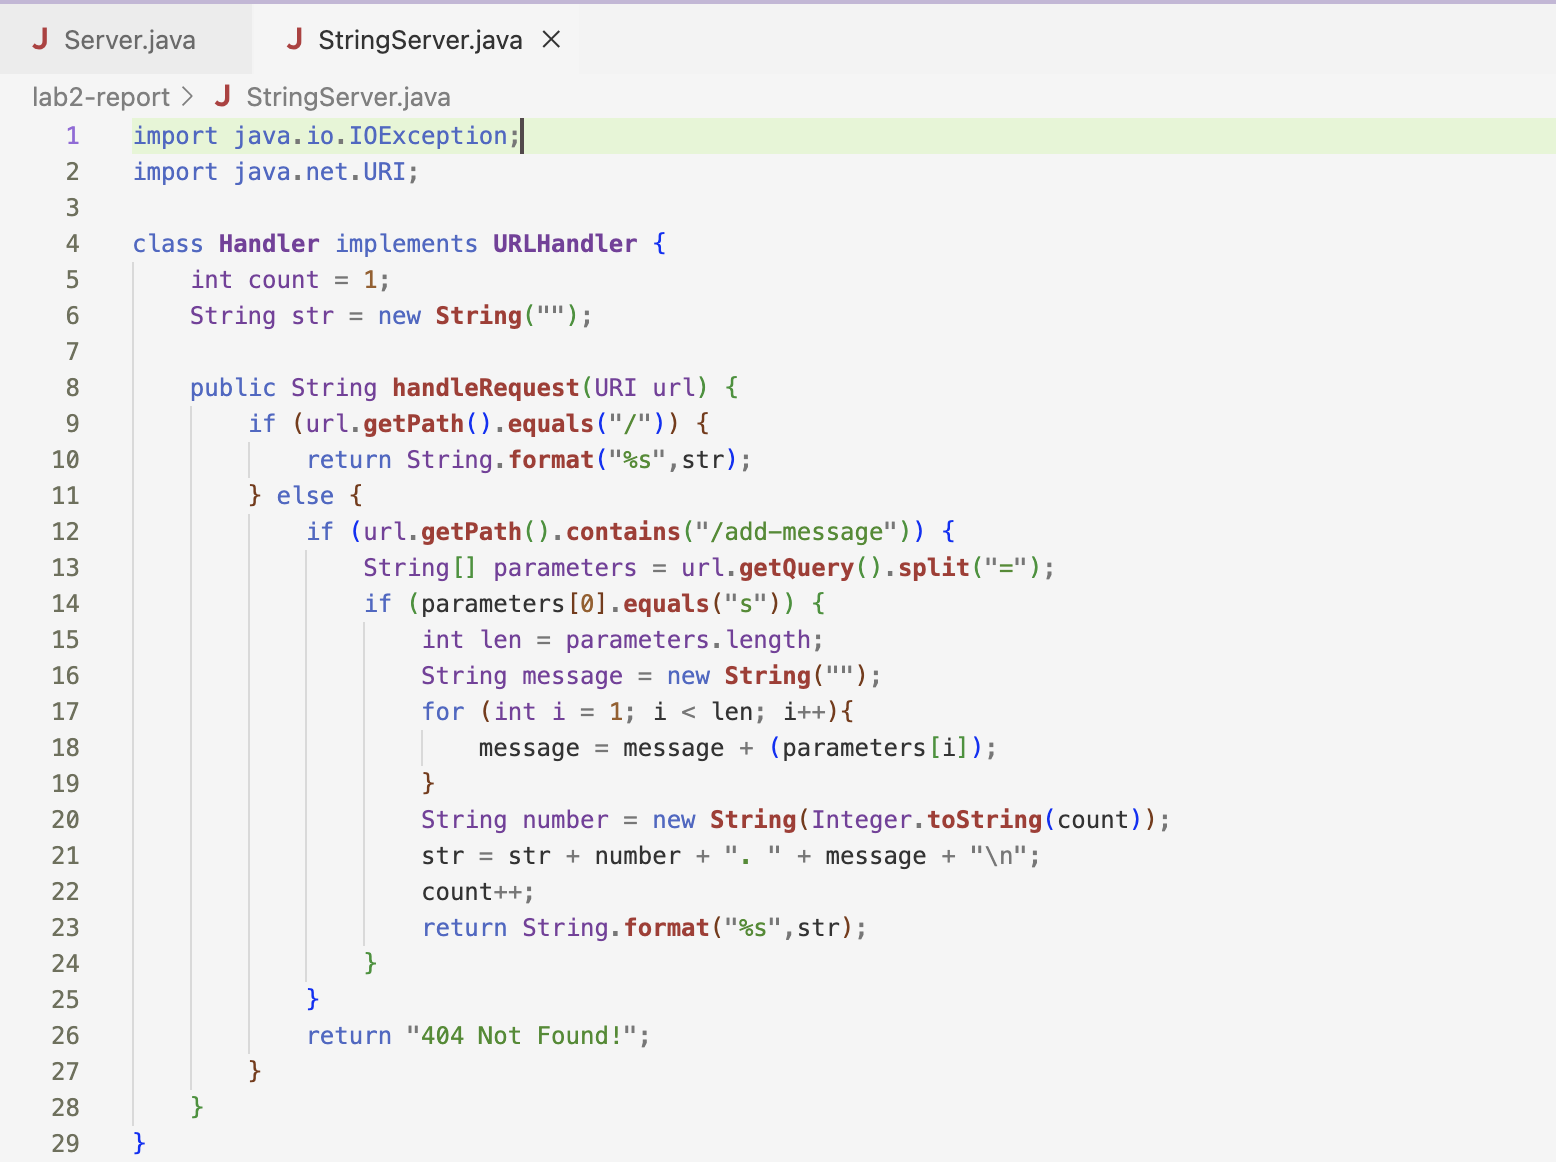 Server.java
StringServer.java
lab2-report > StringServer.java
1 import java.io.IOException;
2 import java.net.URI;
3
4 class Handler implements URLHandler {
5     int count = 1;
6     String str = new String("");
7
8     public String handleRequest(URI url) {
9         if (url.getPath().equals("/")) {
10             return String.format("%s",str);
11         } else {
12             if (url.getPath().contains("/add-message")) {
13                 String[] parameters = url.getQuery().split("=");
14                 if (parameters[0].equals("s")) {
15                     int len = parameters.length;
16                     String message = new String("");
17                     for (int i = 1; i < len; i++){
18                         message = message + (parameters[i]);
19                     }
20                     String number = new String(Integer.toString(count));
21                     str = str + number + ". " + message + "\n";
22                     count++;
23                     return String.format("%s",str);
24                 }
25             }
26             return "404 Not Found!";
27         }
28     }
29 }